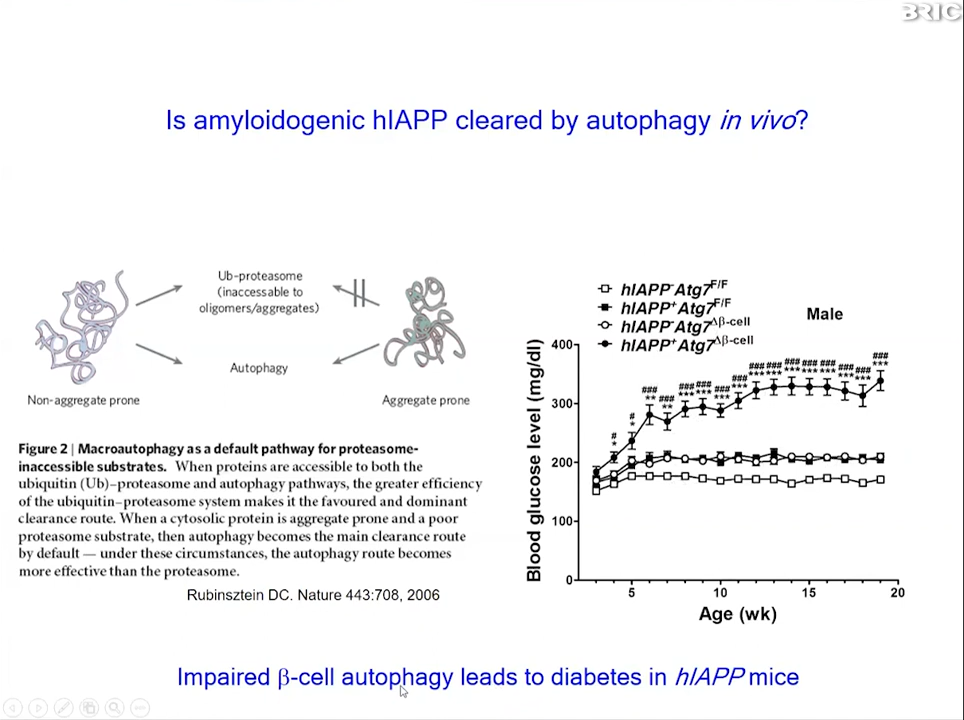 BRIC
Is amyloidogenic hIAPP cleared by autophagy in vivo?
Ub–proteasome
(inaccessable to
oligomers/aggregates)
Autophagy
Non-aggregate prone
Aggregate prone
Figure 2 | Macroautophagy as a default pathway for proteasome-
inaccessible substrates. When proteins are accessible to both the
ubiquitin (Ub)–proteasome and autophagy pathways, the greater efficiency
of the ubiquitin–proteasome system makes it the favoured and dominant
clearance route. When a cytosolic protein is aggregate prone and a poor
proteasome substrate, then autophagy becomes the main clearance route
by default — under these circumstances, the autophagy route becomes
more effective than the proteasome.
Rubinsztein DC. Nature 443:708, 2006
hIAPP-Atg7F/F
hIAPP+Atg7F/F
hIAPP-Atg7Δβ-cell
hIAPP+Atg7Δβ-cell
Male
Blood glucose level (mg/dl)
400
300
200
100
0
# ## ### ### ### ### ### ### ### ### ### ### ### ### ### ###
* * ** ** *** *** *** *** *** *** *** *** *** *** *** ***
5 10 15 20
Age (wk)
Impaired β-cell autophagy leads to diabetes in hIAPP mice